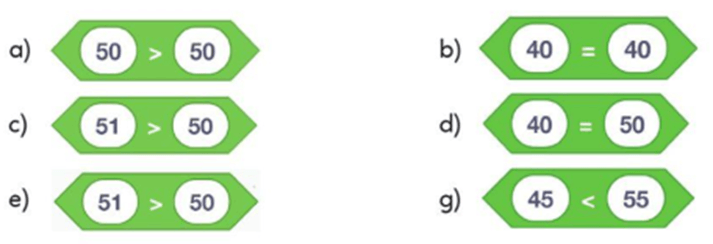 a) 50 > 50 b) 40 = 40
c) 51 > 50 d) 40 = 50
e) 51 > 50 g) 45 < 55